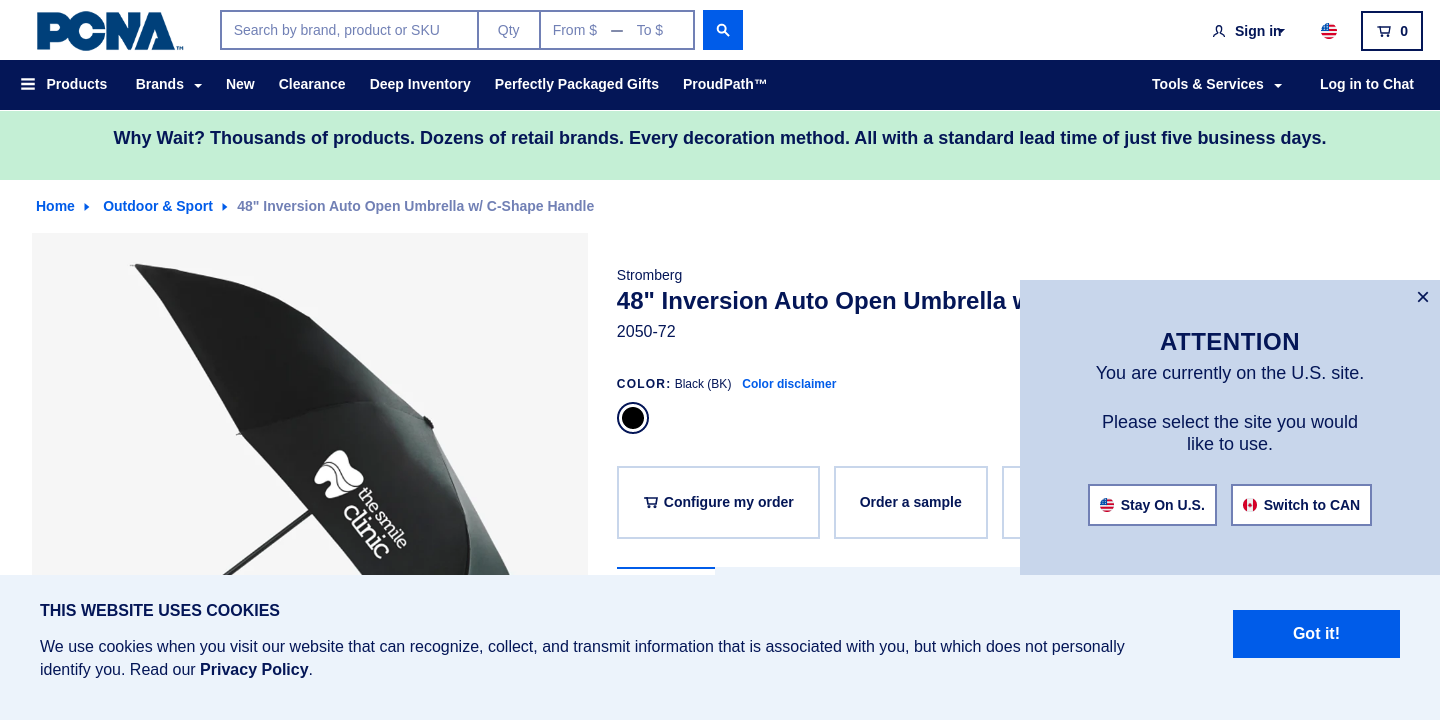 PCNA™
Search by brand, product or SKU
Qty
From $ — To $
Sign in
0
Products
Brands
New
Clearance
Deep Inventory
Perfectly Packaged Gifts
ProudPath™
Tools & Services
Log in to Chat
Why Wait? Thousands of products. Dozens of retail brands. Every decoration method. All with a standard lead time of just five business days.
Home
Outdoor & Sport
48" Inversion Auto Open Umbrella w/ C-Shape Handle
the smile
clinic
Stromberg
48" Inversion Auto Open Umbrella
2050-72
COLOR: Black (BK) Color disclaimer
Configure my order
Order a sample
×
ATTENTION
You are currently on the U.S. site.
Please select the site you would
like to use.
Stay On U.S.
Switch to CAN
THIS WEBSITE USES COOKIES
We use cookies when you visit our website that can recognize, collect, and transmit information that is associated with you, but which does not personally
identify you. Read our Privacy Policy.
Got it!